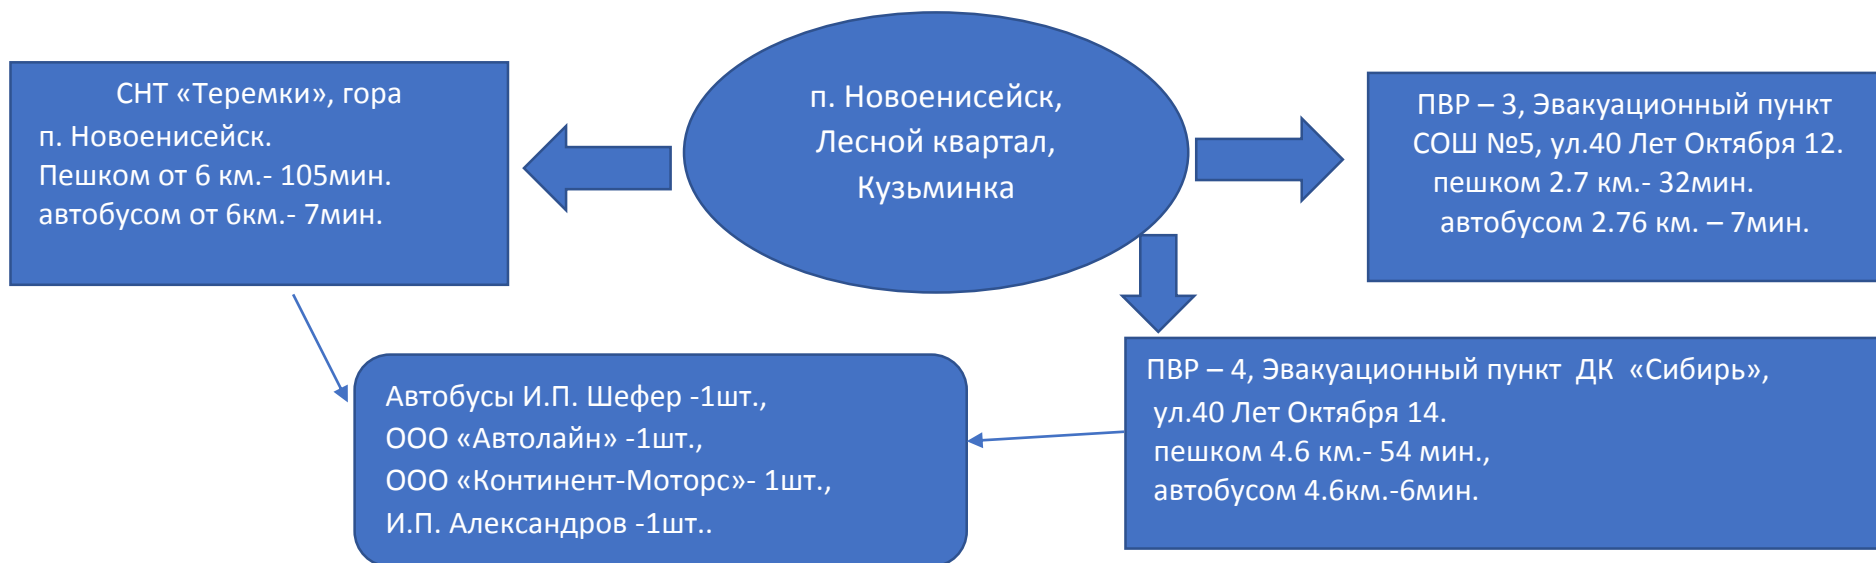 СНТ «Теремки», гора
п. Новоенисейск.
Пешком от 6 км.- 105мин.
автобусом от 6км.- 7мин.
п. Новоенисейск,
Лесной квартал,
Кузьминка
ПВР – 3, Эвакуационный пункт
СОШ №5, ул.40 Лет Октября 12.
пешком 2.7 км.- 32мин.
автобусом 2.76 км. – 7мин.
Автобусы И.П. Шефер -1шт.,
ООО «Автолайн» -1шт.,
ООО «Континент-Моторс»- 1шт.,
И.П. Александров -1шт..
ПВР – 4, Эвакуационный пункт ДК «Сибирь»,
ул.40 Лет Октября 14.
пешком 4.6 км.- 54 мин.,
автобусом 4.6км.-6мин.